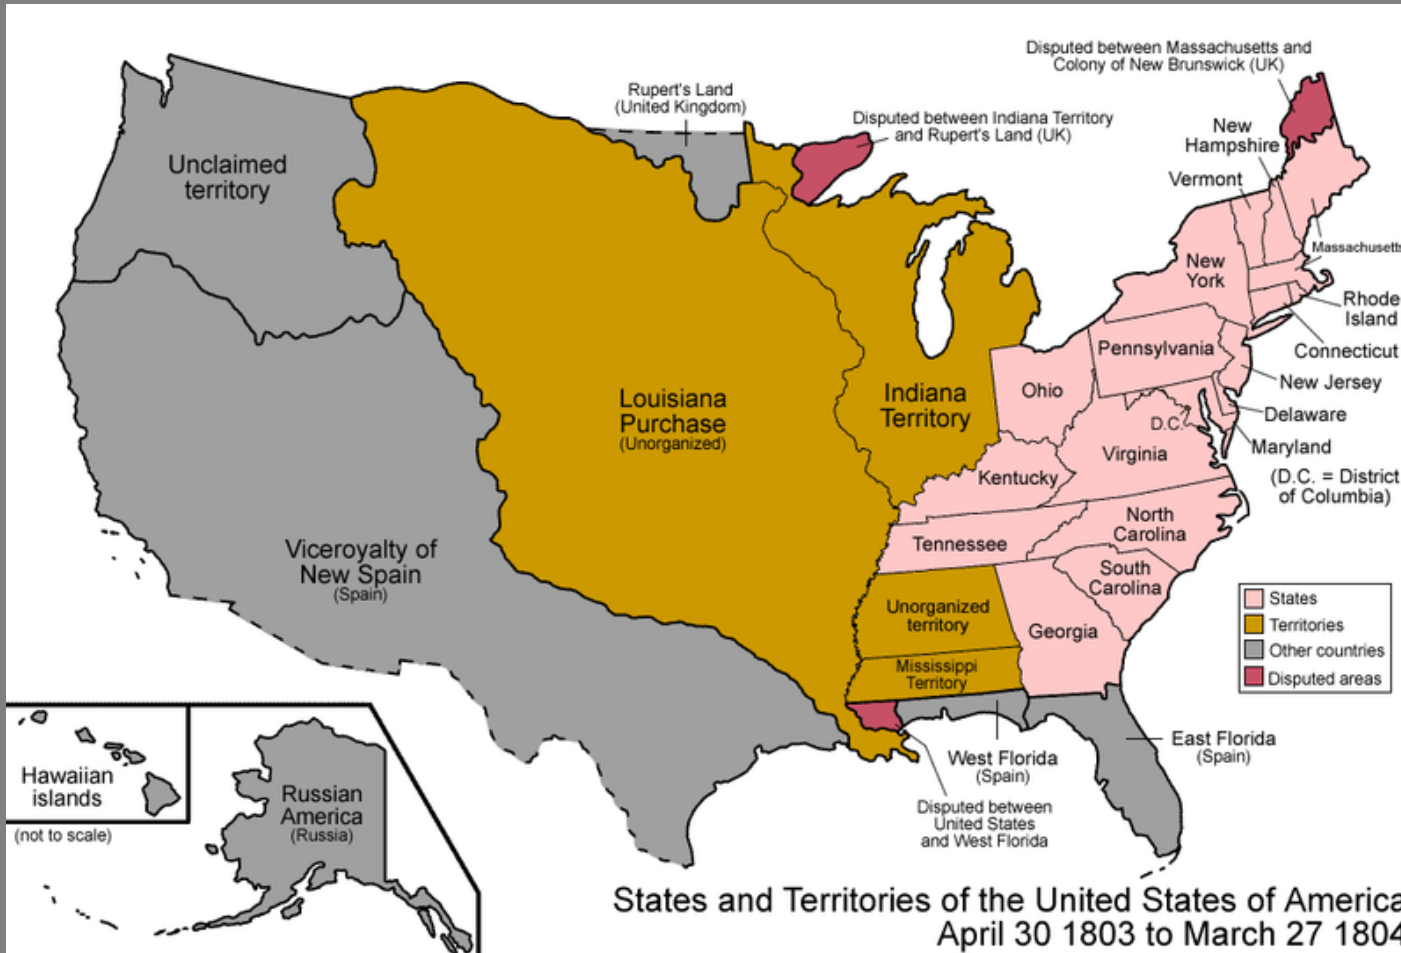 Disputed between Massachusetts and
Colony of New Brunswick (UK)
Rupert's Land
(United Kingdom)
Disputed between Indiana Territory
and Rupert's Land (UK)
New
Hampshire
Vermont
Unclaimed
territory
Massachusetts
New
York
Rhode
Island
Connecticut
Pennsylvania
New Jersey
Ohio
Indiana
Territory
Louisiana
Purchase
(Unorganized)
Delaware
D.C.
Maryland
Virginia
(D.C. = District
of Columbia)
Kentucky
North
Carolina
Tennessee
Viceroyalty of
New Spain
(Spain)
South
Carolina
Unorganized
territory
Georgia
Mississippi
Territory
States
Territories
Other countries
Disputed areas
East Florida
(Spain)
West Florida
(Spain)
Disputed between
United States
and West Florida
Hawaiian
islands
(not to scale)
Russian
America
(Russia)
States and Territories of the United States of America
April 30 1803 to March 27 1804